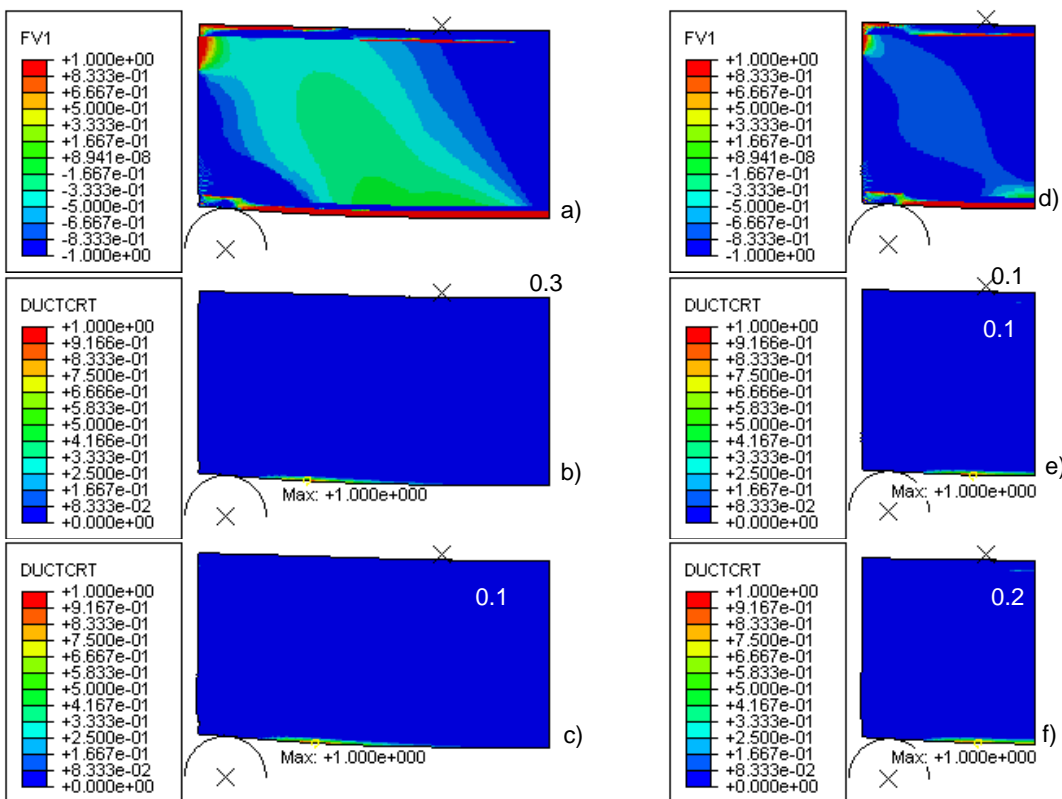 FV1
+1.000e+00
+8.333e-01
+6.667e-01
+5.000e-01
+3.333e-01
+1.667e-01
+8.941e-08
-1.667e-01
-3.333e-01
-5.000e-01
-6.667e-01
-8.333e-01
-1.000e+00
a)
FV1
+1.000e+00
+8.333e-01
+6.667e-01
+5.000e-01
+3.333e-01
+1.667e-01
+8.941e-08
-1.667e-01
-3.333e-01
-5.000e-01
-6.667e-01
-8.333e-01
-1.000e+00
d)
DUCTCRT
+1.000e+00
+9.166e-01
+8.333e-01
+7.500e-01
+6.666e-01
+5.833e-01
+5.000e-01
+4.166e-01
+3.333e-01
+2.500e-01
+1.667e-01
+8.333e-02
+0.000e+00
0.3
b)
Max: +1.000e+000
DUCTCRT
+1.000e+00
+9.166e-01
+8.333e-01
+7.500e-01
+6.666e-01
+5.833e-01
+5.000e-01
+4.167e-01
+3.333e-01
+2.500e-01
+1.667e-01
+8.333e-02
+0.000e+00
0.1
0.1
e)
Max: +1.000e+000
DUCTCRT
+1.000e+00
+9.167e-01
+8.333e-01
+7.500e-01
+6.667e-01
+5.833e-01
+5.000e-01
+4.167e-01
+3.333e-01
+2.500e-01
+1.667e-01
+8.333e-02
+0.000e+00
0.1
c)
Max: +1.000e+000
DUCTCRT
+1.000e+00
+9.167e-01
+8.333e-01
+7.500e-01
+6.667e-01
+5.833e-01
+5.000e-01
+4.167e-01
+3.333e-01
+2.500e-01
+1.667e-01
+8.333e-02
+0.000e+00
0.2
f)
Max: +1.000e+000